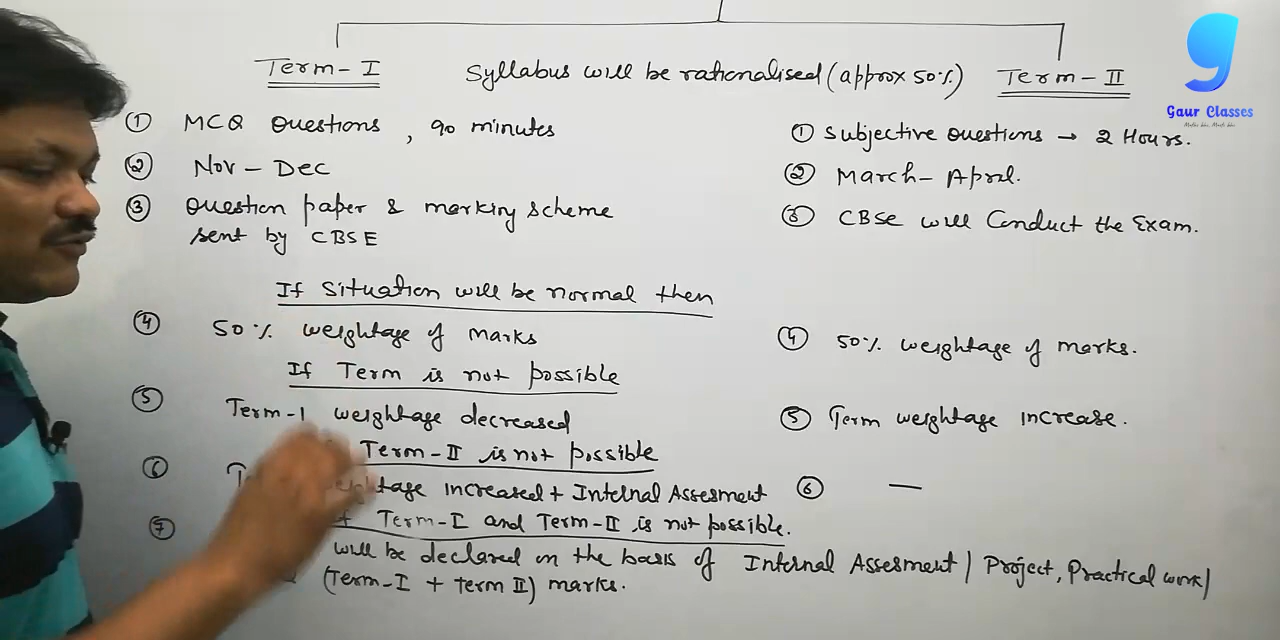 Term-I
Syllabus will be rationalised (approx 50%)
Term-II
g
Gaur Classes
① MCQ Questions, 90 minutes
② Nov-Dec
③ Question paper & marking scheme
sent by CBSE
① Subjective Questions → 2 Hours.
② March-April.
③ CBSE will Conduct the Exam.
If Situation will be normal then
④ 50% weightage of marks
④ 50% weightage of marks.
If Term is not possible
⑤ Term-I weightage decreased
⑤ Term weightage increase.
Term-II is not possible
⑥ weightage increased + Internal Assesment
⑥ —
Term-I and Term-II is not possible.
⑦ will be declared on the basis of Internal Assesment / Project, Practical work /
(Term-I + Term II) marks.